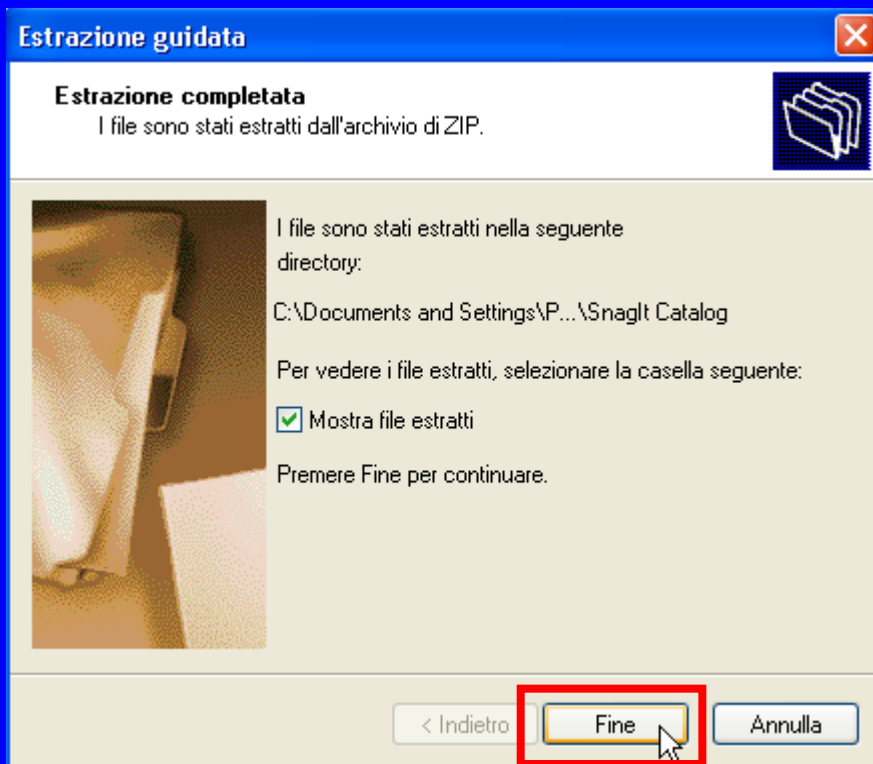 Estrazione guidata
Estrazione completata
I file sono stati estratti dall'archivio di ZIP.
I file sono stati estratti nella seguente
directory:
C:\Documents and Settings\P...\SnagIt Catalog
Per vedere i file estratti, selezionare la casella seguente:
Mostra file estratti
Premere Fine per continuare.
< Indietro
Fine
Annulla